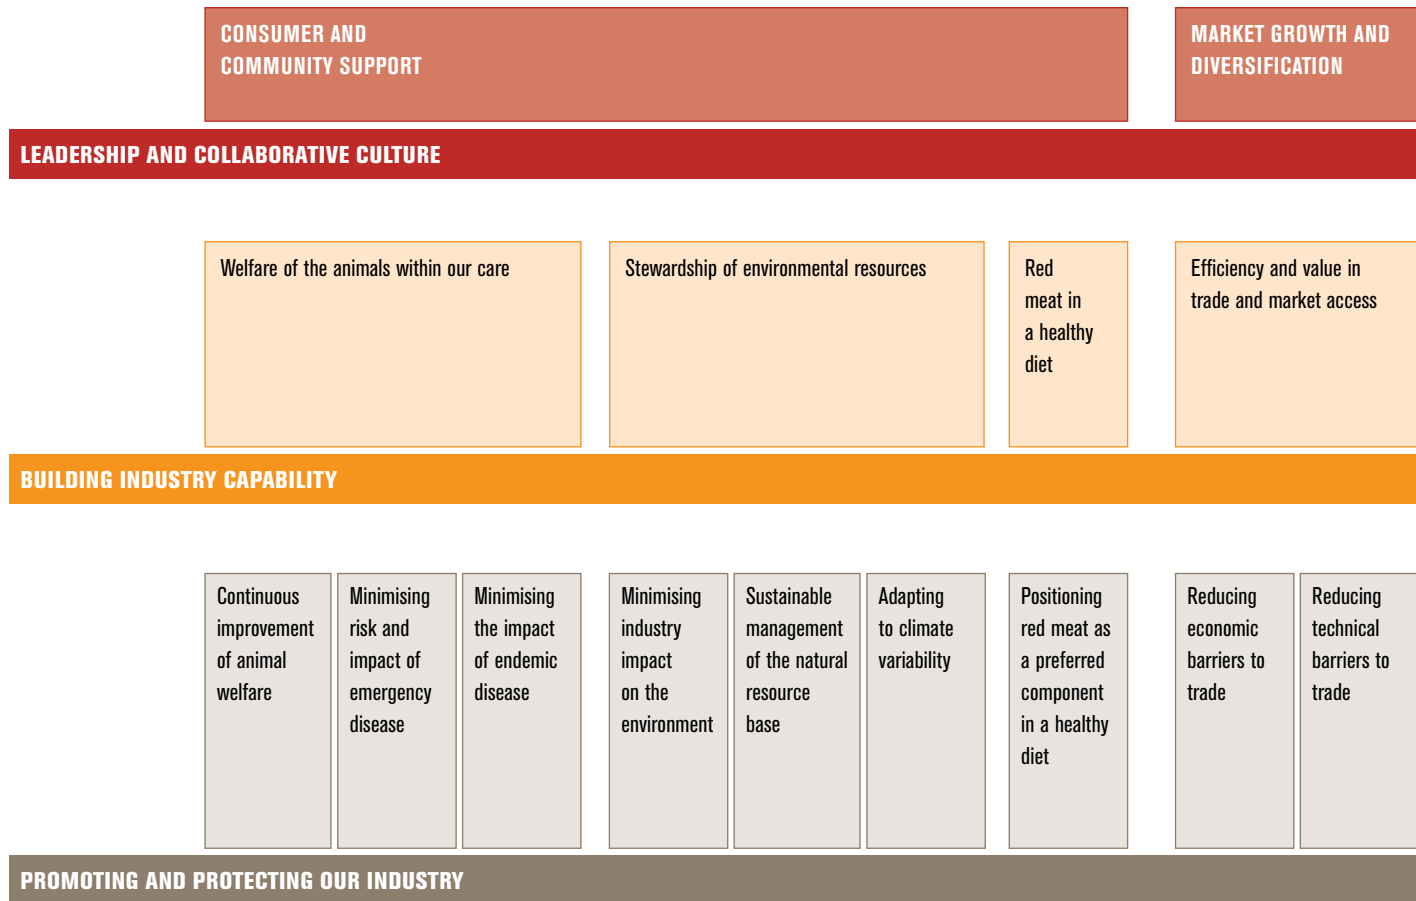 CONSUMER AND
COMMUNITY SUPPORT
MARKET GROWTH AND
DIVERSIFICATION
LEADERSHIP AND COLLABORATIVE CULTURE
Welfare of the animals within our care
Stewardship of environmental resources
Red
meat in
a healthy
diet
Efficiency and value in
trade and market access
BUILDING INDUSTRY CAPABILITY
Continuous
improvement
of animal
welfare
Minimising
risk and
impact of
emergency
disease
Minimising
the impact
of endemic
disease
Minimising
industry
impact
on the
environment
Sustainable
management
of the natural
resource
base
Adapting
to climate
variability
Positioning
red meat as
a preferred
component
in a healthy
diet
Reducing
economic
barriers to
trade
Reducing
technical
barriers to
trade
PROMOTING AND PROTECTING OUR INDUSTRY